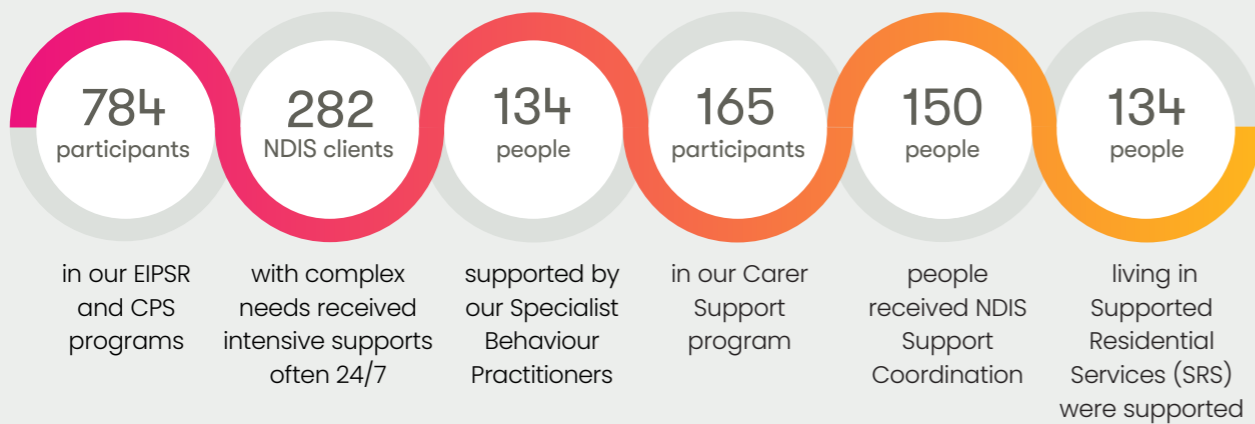 784
participants
in our EIPSR
and CPS
programs
282
NDIS clients
with complex
needs received
intensive supports
often 24/7
134
people
supported by
our Specialist
Behaviour
Practitioners
165
participants
in our Carer
Support
program
150
people
people
received NDIS
Support
Coordination
134
people
living in
Supported
Residential
Services (SRS)
were supported